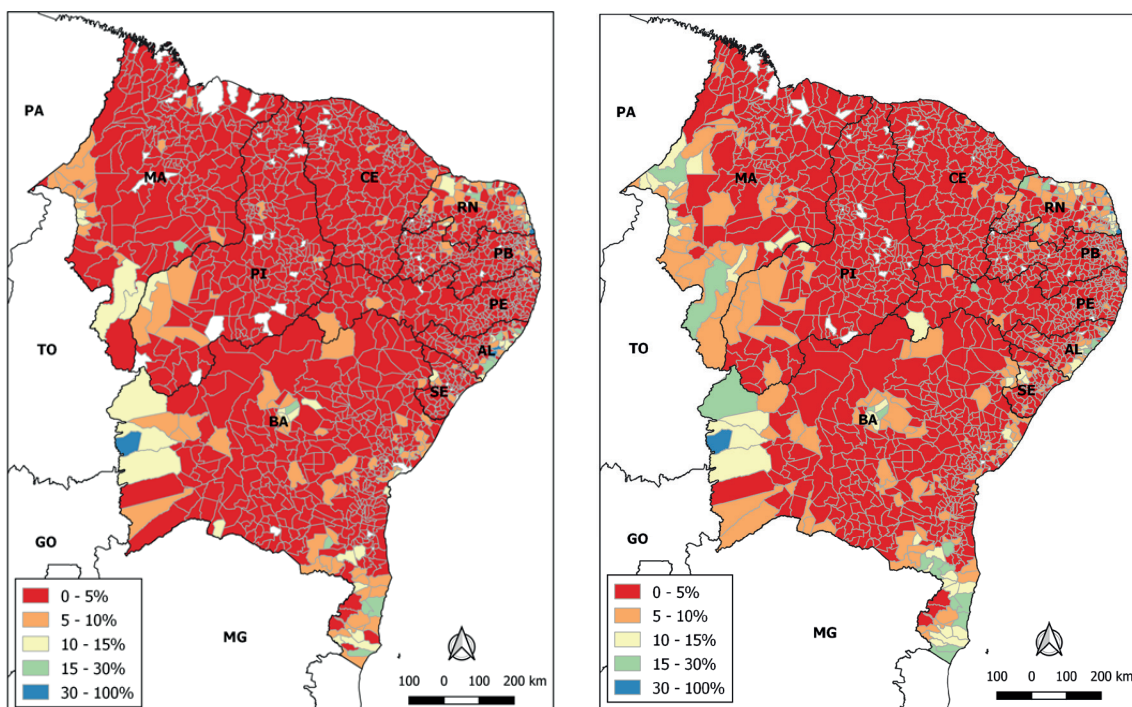 PA
MA
CE
RN
PB
PI
PE
TO
AL
SE
BA
GO
MG
0 - 5%
5 - 10%
10 - 15%
15 - 30%
30 - 100%
100 0 100 200 km
PA
MA
CE
RN
PB
PI
PE
TO
AL
SE
BA
GO
MG
0 - 5%
5 - 10%
10 - 15%
15 - 30%
30 - 100%
100 0 100 200 km